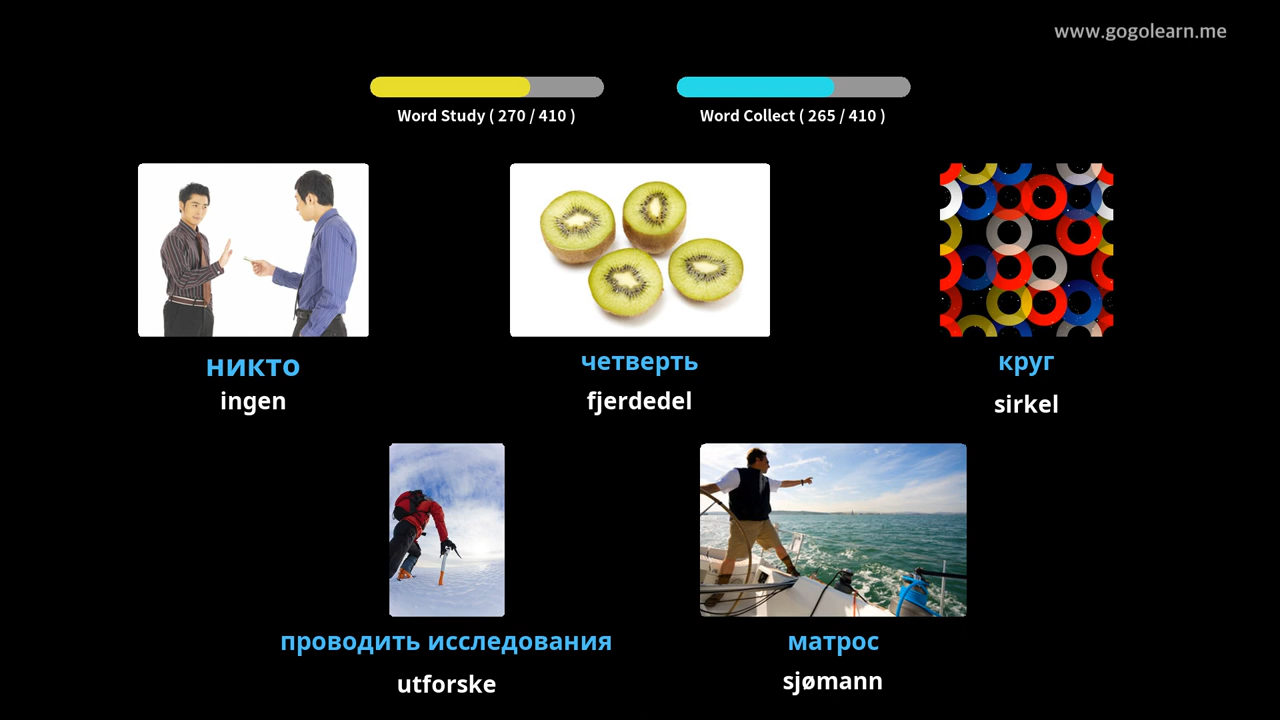 www.gogolearn.me
Word Study ( 270 / 410 )
Word Collect ( 265 / 410 )
никто
ingen
четверть
fjerdedel
круг
sirkel
проводить исследования
utforske
матрос
sjømann